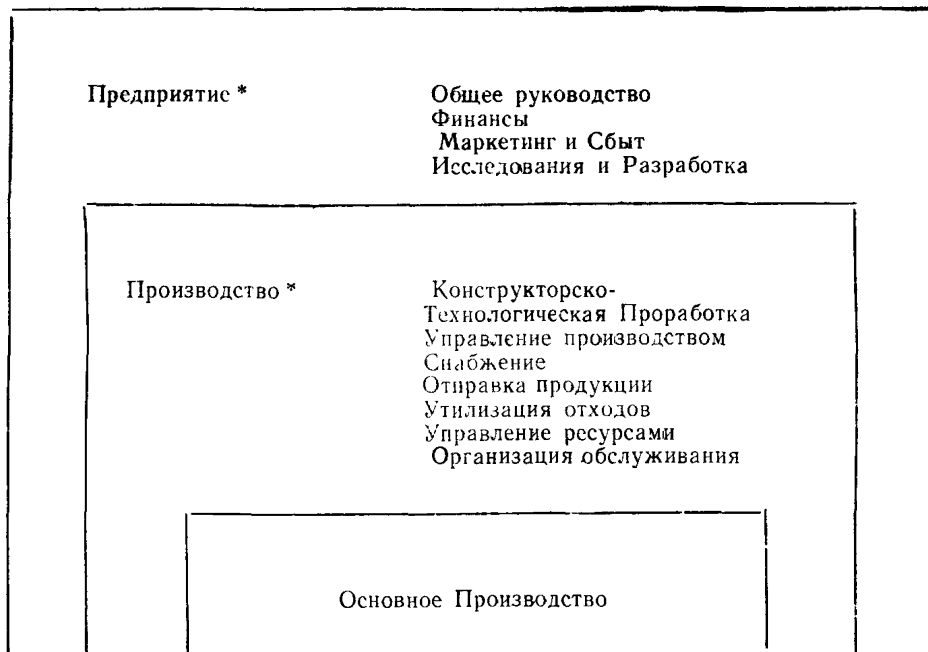 Предприятие * Общее руководство
Финансы
Маркетинг и Сбыт
Исследования и Разработка
Производство * Конструкторско-
Технологическая Проработка
Управление производством
Снабжение
Отправка продукции
Утилизация отходов
Управление ресурсами
Организация обслуживания
Основное Производство